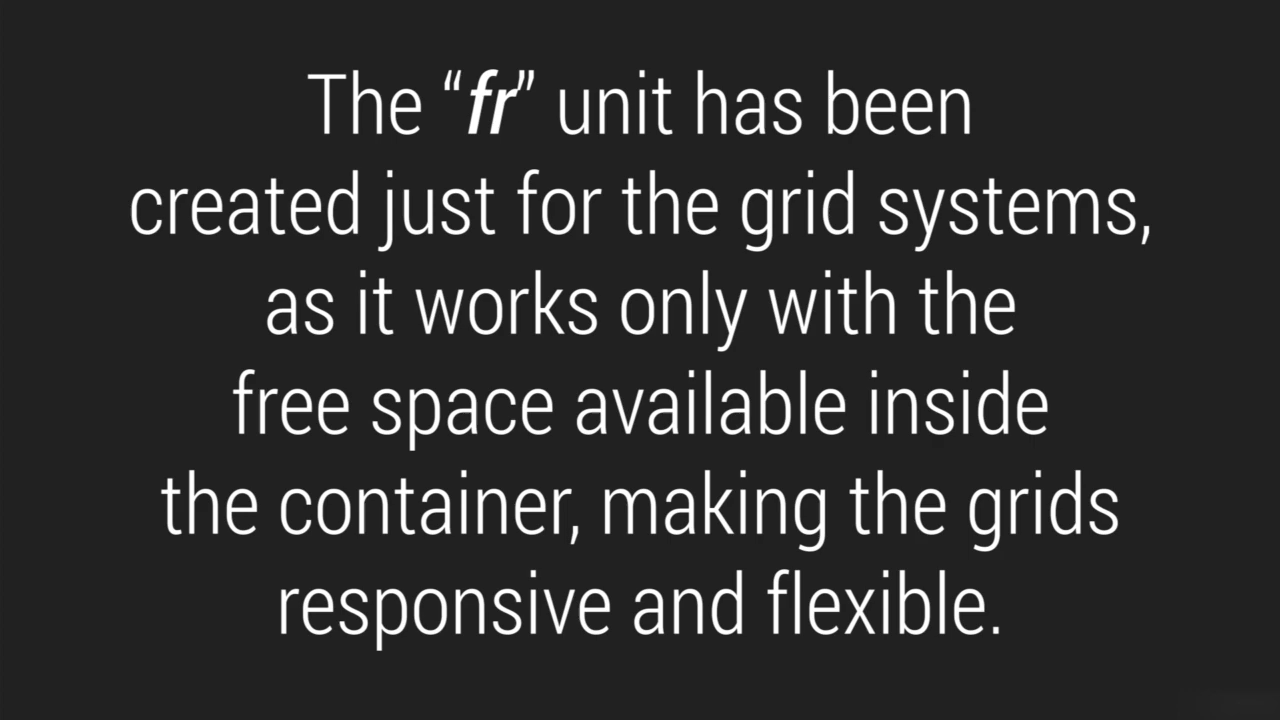 The “fr” unit has been
created just for the grid systems,
as it works only with the
free space available inside
the container, making the grids
responsive and flexible.